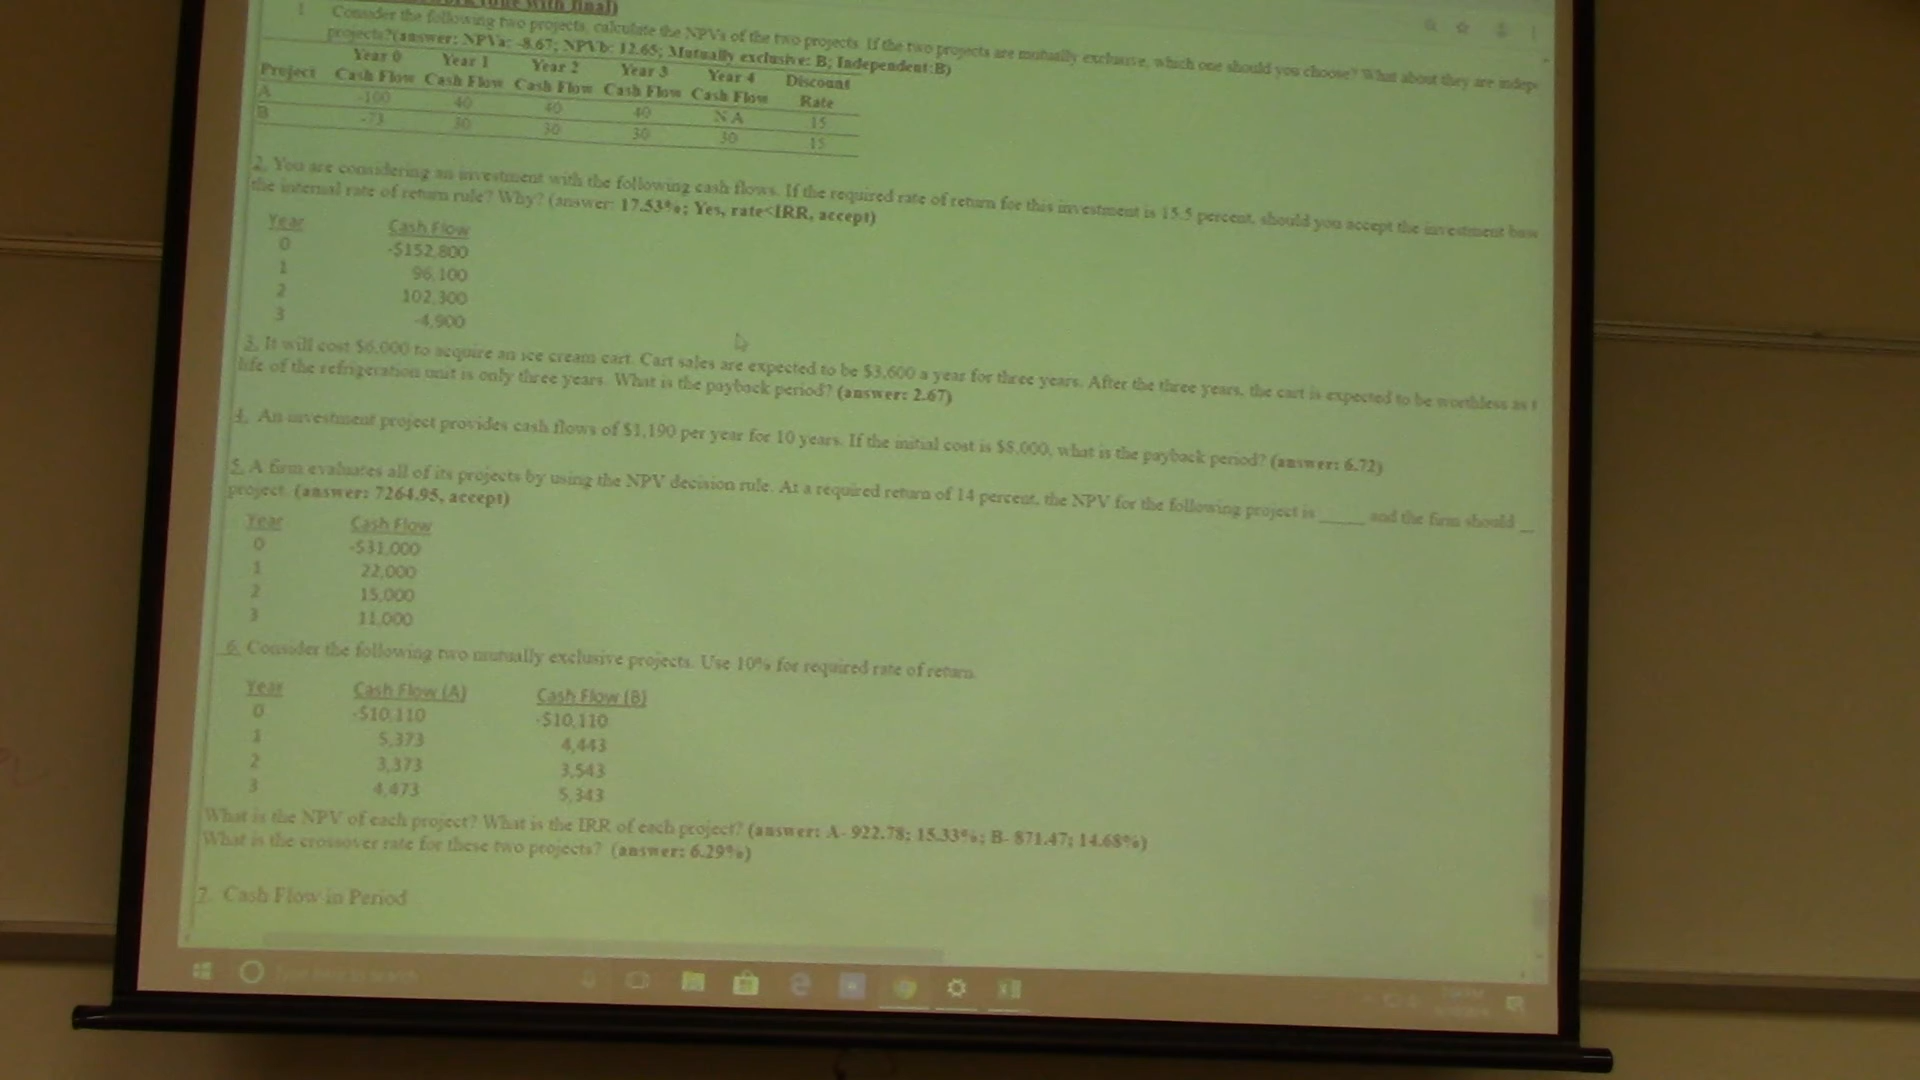 1 Consider the following two projects, calculate the NPVs of the two projects. If the two projects are mutually exclusive, which one should you choose? What about they are indep
projects?(answer: NPVa: -8.67; NPVb: 12.65; Mutually exclusive: B; Independent:B)
Project Year 0 Cash Flow Year 1 Cash Flow Year 2 Cash Flow Year 3 Cash Flow Year 4 Cash Flow Discount Rate
A -100 40 40 40 NA 15
B -73 30 30 30 30 15
2. You are considering an investment with the following cash flows. If the required rate of return for this investment is 15.5 percent, should you accept the investment
the internal rate of return rule? Why? (answer: 17.53%; Yes, rate<IRR, accept)
Year Cash Flow
0 -$152,800
1 96,100
2 102,300
3 -4,900
3. It will cost $6,000 to acquire an ice cream cart. Cart sales are expected to be $3,600 a year for three years. After the three years, the cart is expected to be worthless as t
life of the refrigeration unit is only three years. What is the payback period? (answer: 2.67)
4. An investment project provides cash flows of $1,190 per year for 10 years. If the initial cost is $8,000, what is the payback period? (answer: 6.72)
5. A firm evaluates all of its projects by using the NPV decision rule. At a required return of 14 percent, the NPV for the following project is _____ and the firm should _
project. (answer: 7264.95, accept)
Year Cash Flow
0 -$31,000
1 22,000
2 15,000
3 11,000
6. Consider the following two mutually exclusive projects. Use 10% for required rate of return.
Year Cash Flow (A) Cash Flow (B)
0 -$10,110 -$10,110
1 5,373 4,443
2 3,373 3,543
3 4,473 5,343
What is the NPV of each project? What is the IRR of each project? (answer: A- 922.78; 15.33%; B- 871.47; 14.68%)
What is the crossover rate for these two projects? (answer: 6.29%)
7. Cash Flow in Period
Type here to search